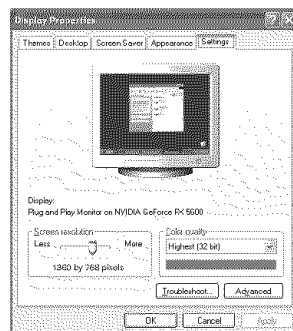 Display Properties
Themes Desktop Screen Saver Appearance Settings
Display:
Plug and Play Monitor on NVIDIA GeForce FX 5600
Screen resolution
Less More
1360 by 768 pixels
Color quality
Highest (32 bit)
Troubleshoot... Advanced
OK Cancel Apply